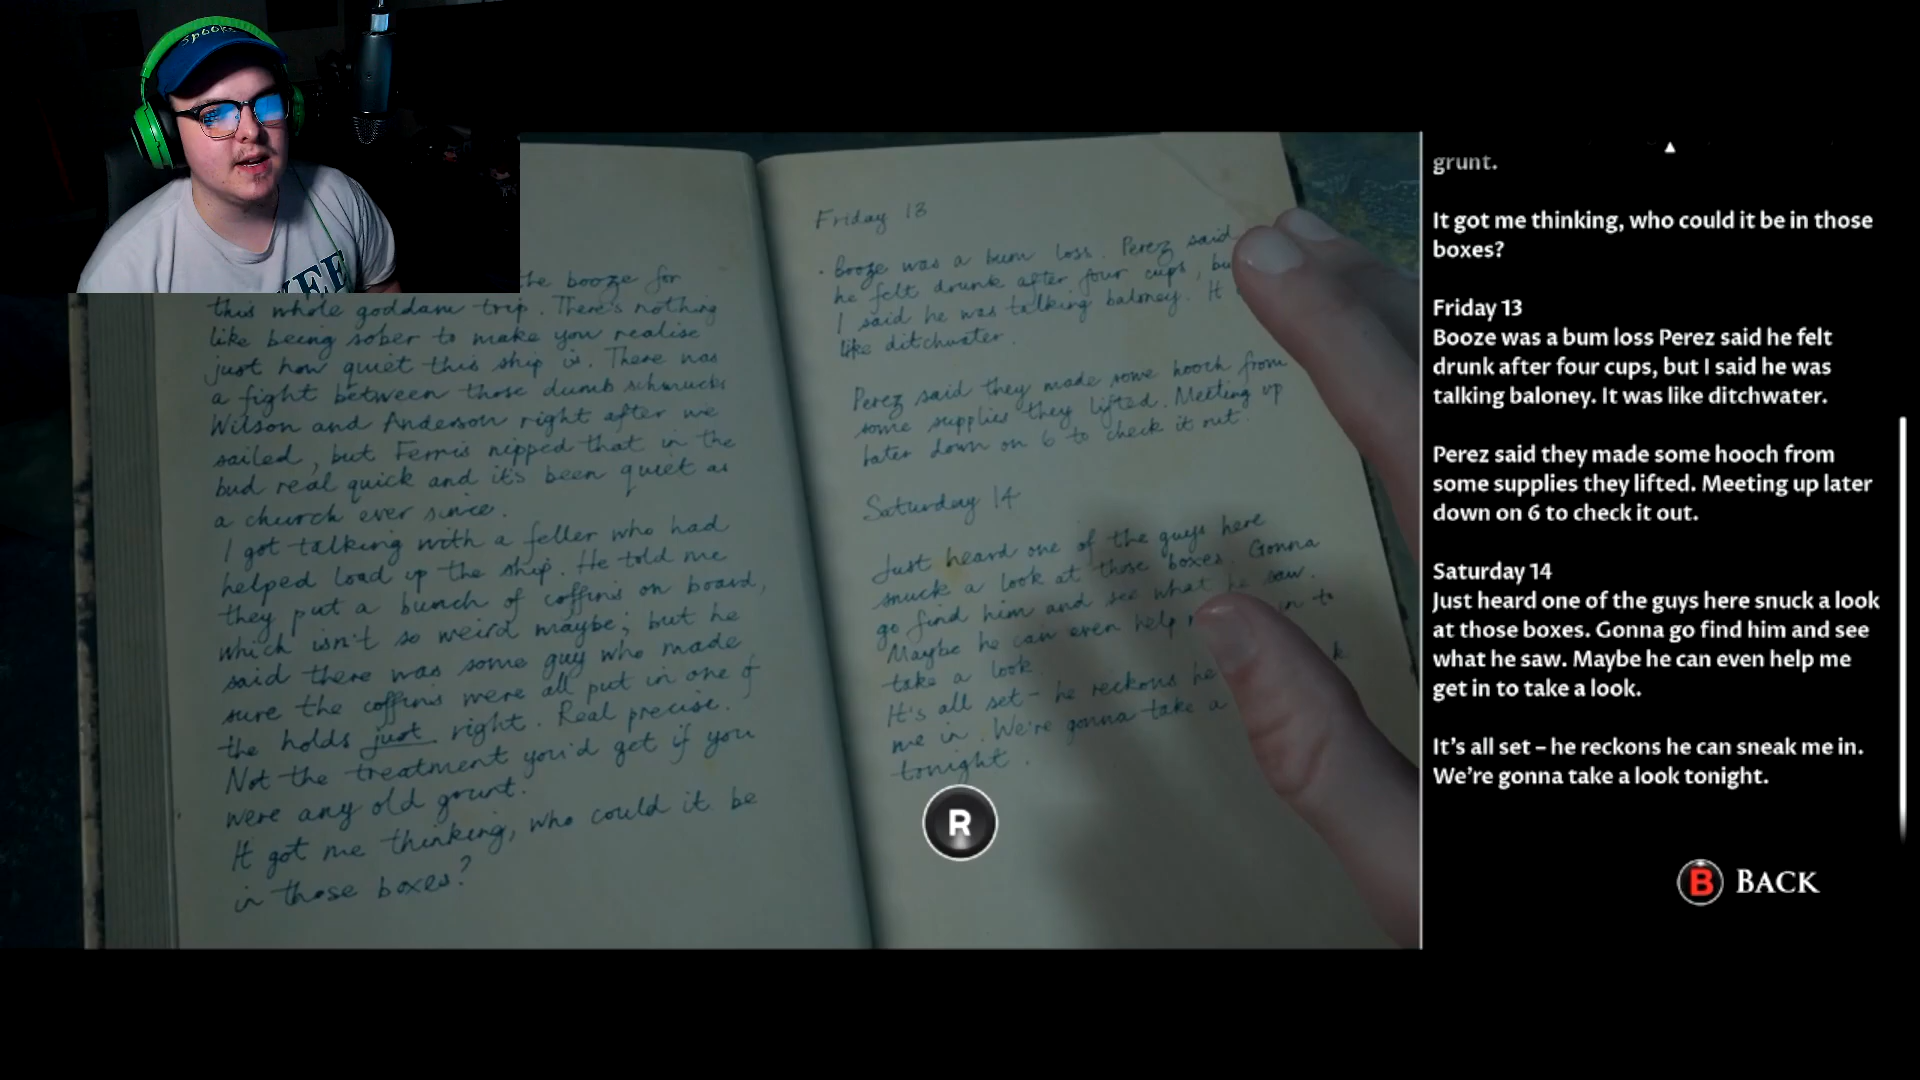 Spooky
the booze for
this whole goddam trip. There's nothing
like being sober to make you realise
just how quiet this ship is. There was
a fight between those dumb schmucks
Wilson and Anderson right after we
sailed, but Ferris nipped that in the
bud real quick and it's been quiet as
a church ever since.
I got talking with a feller who had
helped load up the ship. He told me
they put a bunch of coffins on board,
which isn't so weird maybe; but he
said there was some guy who made
sure the coffins were all put in one of
the holds just right. Real precise.
Not the treatment you'd get if you
were any old grunt.
It got me thinking, who could it be
in those boxes?
Friday 13
Booze was a bum loss. Perez said
he felt drunk after four cups, bu
I said he was talking baloney. It
like ditchwater.
Perez said they made some hooch from
some supplies they lifted. Meeting up
later down on 6 to check it out.
Saturday 14
Just heard one of the guys here
snuck a look at those boxes. Gonna
go find him and see what he saw.
Maybe he can even help in to
take a look.
It's all set – he reckons he k
me in. We're gonna take a
tonight.
R
grunt.
It got me thinking, who could it be in those
boxes?
Friday 13
Booze was a bum loss Perez said he felt
drunk after four cups, but I said he was
talking baloney. It was like ditchwater.
Perez said they made some hooch from
some supplies they lifted. Meeting up later
down on 6 to check it out.
Saturday 14
Just heard one of the guys here snuck a look
at those boxes. Gonna go find him and see
what he saw. Maybe he can even help me
get in to take a look.
It's all set – he reckons he can sneak me in.
We're gonna take a look tonight.
B BACK